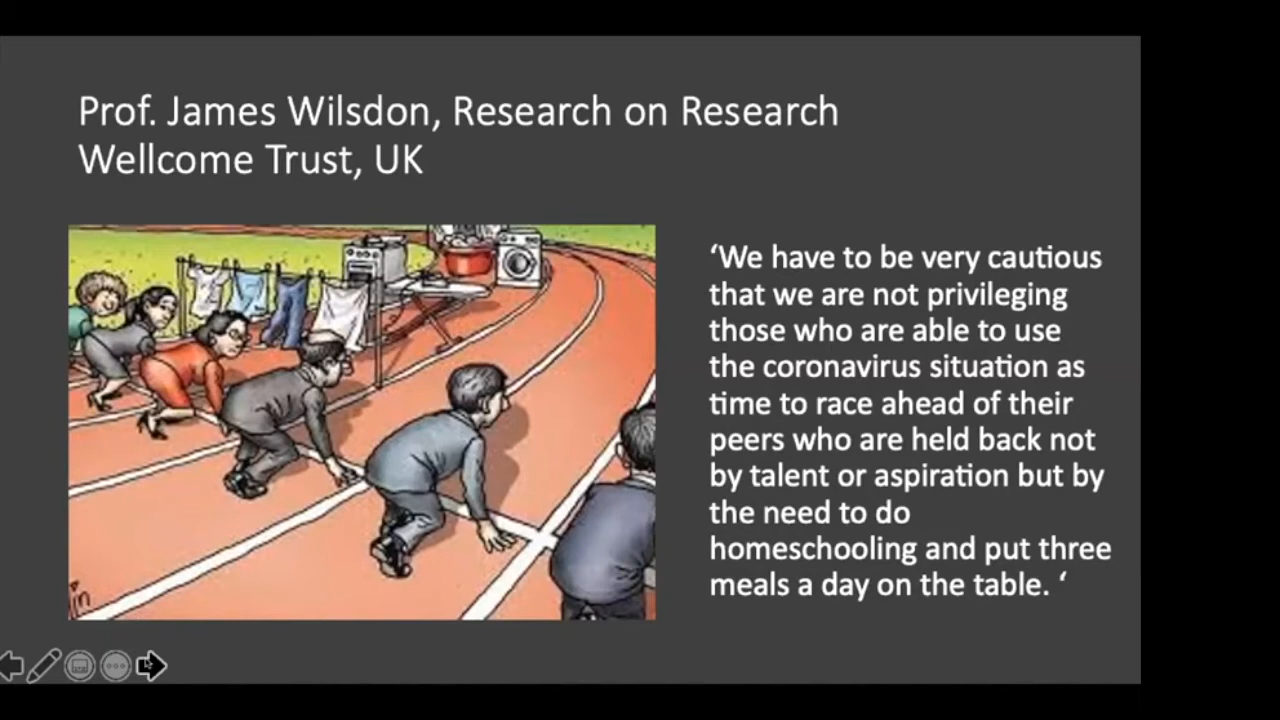 Prof. James Wilsdon, Research on Research
Wellcome Trust, UK
‘We have to be very cautious
that we are not privileging
those who are able to use
the coronavirus situation as
time to race ahead of their
peers who are held back not
by talent or aspiration but by
the need to do
homeschooling and put three
meals a day on the table. ‘